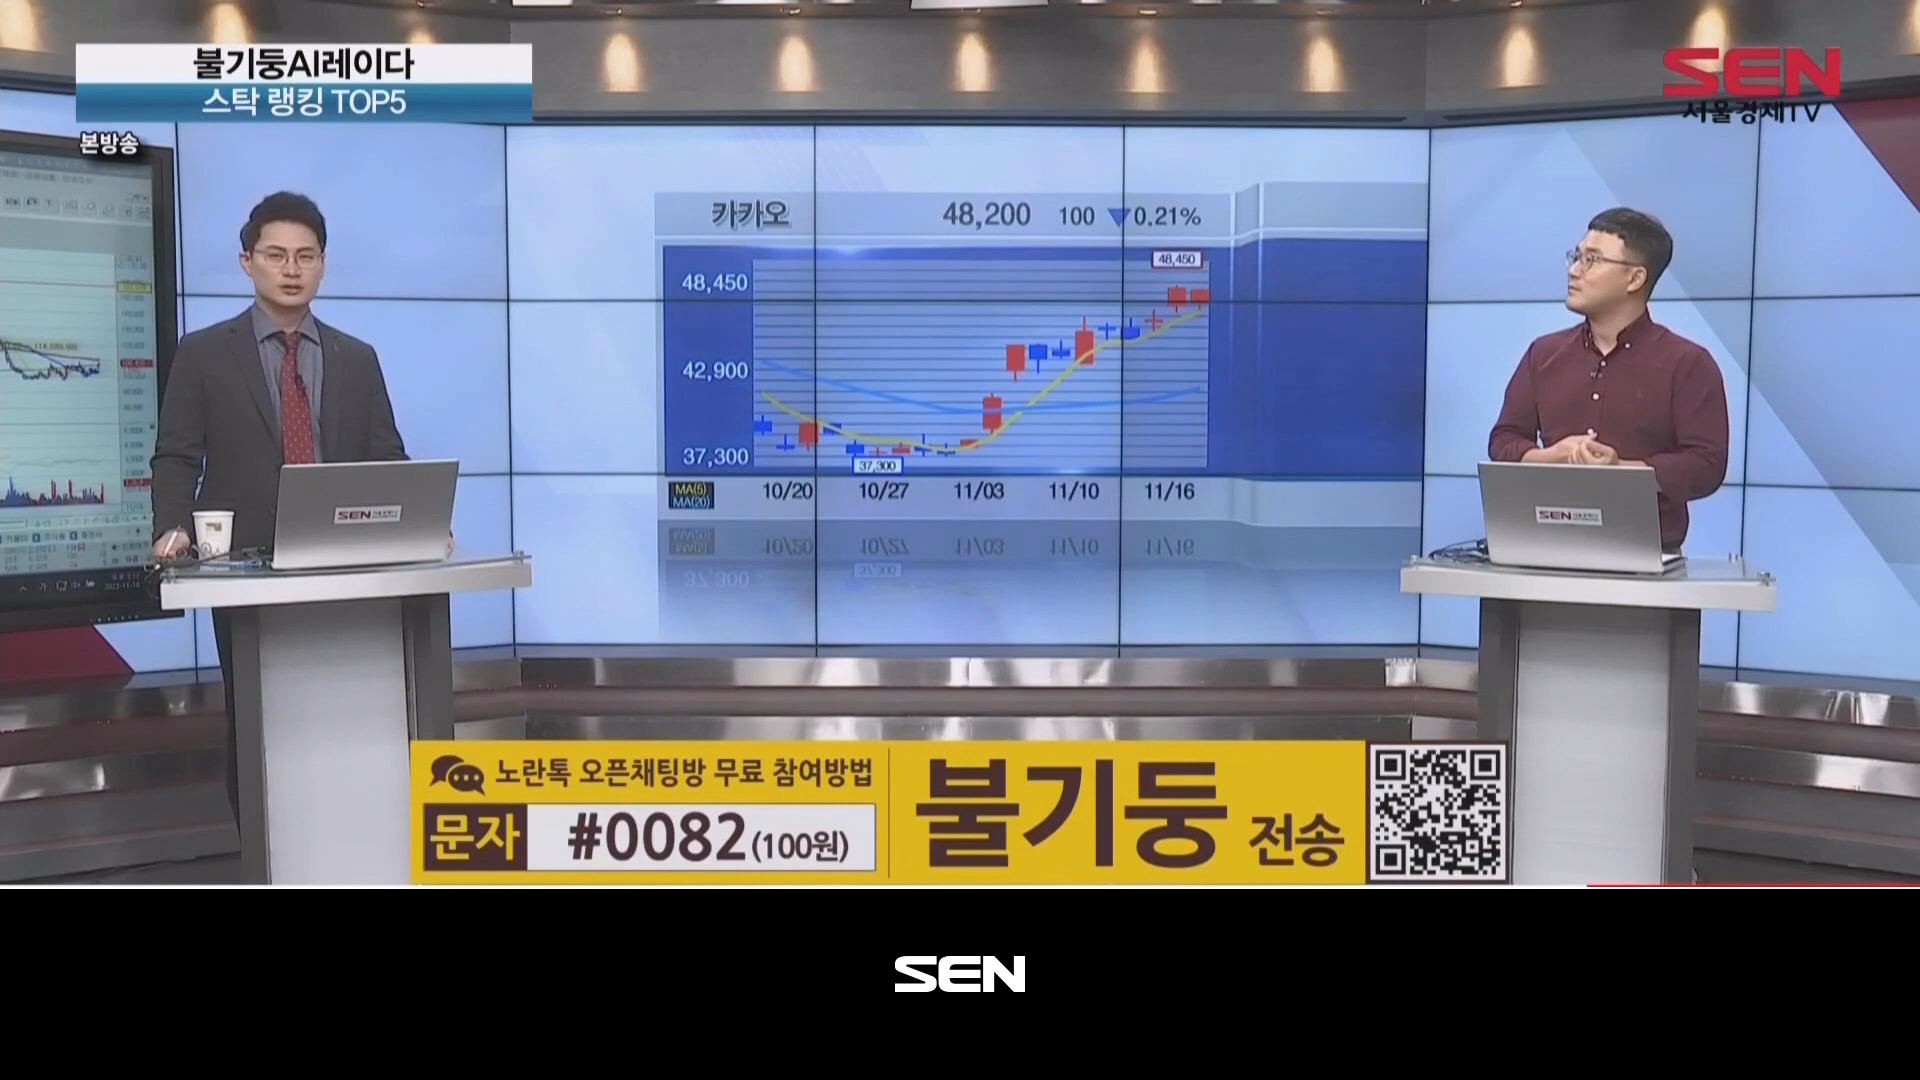 불기둥AI레이다
스탁 랭킹 TOP5
본방송
SEN
서울경제TV
카카오 48,200 100 ▼0.21%
48,450
48,450
42,900
37,300
37,300
MA(5)
MA(20)
10/20 10/27 11/03 11/10 11/16
SEN
SEN
노란톡 오픈채팅방 무료 참여방법
문자 #0082(100원)
불기둥 전송
SEN